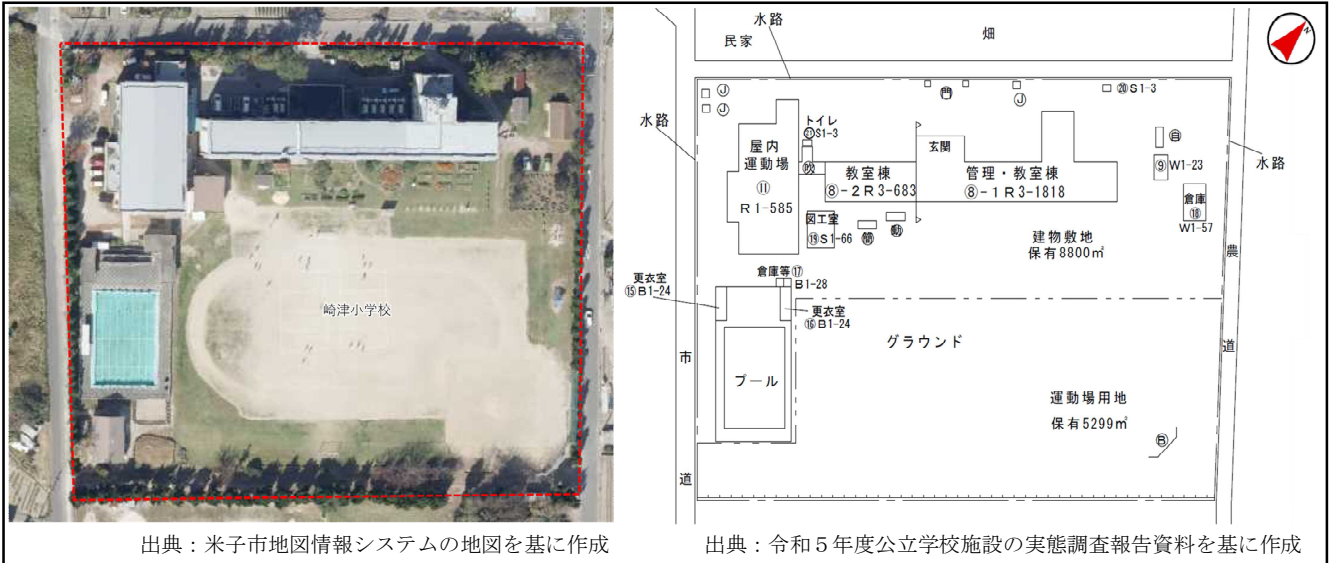 崎津小学校
出典：米子市地図情報システムの地図を基に作成
水路
民家
畑
N
水路
水路
Ⓙ
Ⓙ
Ⓙ
⑳S1-3
トイレ
㉑S1-3
屋内
運動場
⑪
R1-585
玄関
教室棟
⑧-2R3-683
管理・教室棟
⑧-1R3-1818
⑨W1-23
倉庫
⑱
W1-57
図工室
⑲S1-66
建物敷地
保有8800㎡
更衣室
⑮B1-24
倉庫等⑰
B1-28
更衣室
⑯B1-24
グラウンド
プール
運動場用地
保有5299㎡
Ⓑ
市道
農道
出典：令和５年度公立学校施設の実態調査報告資料を基に作成